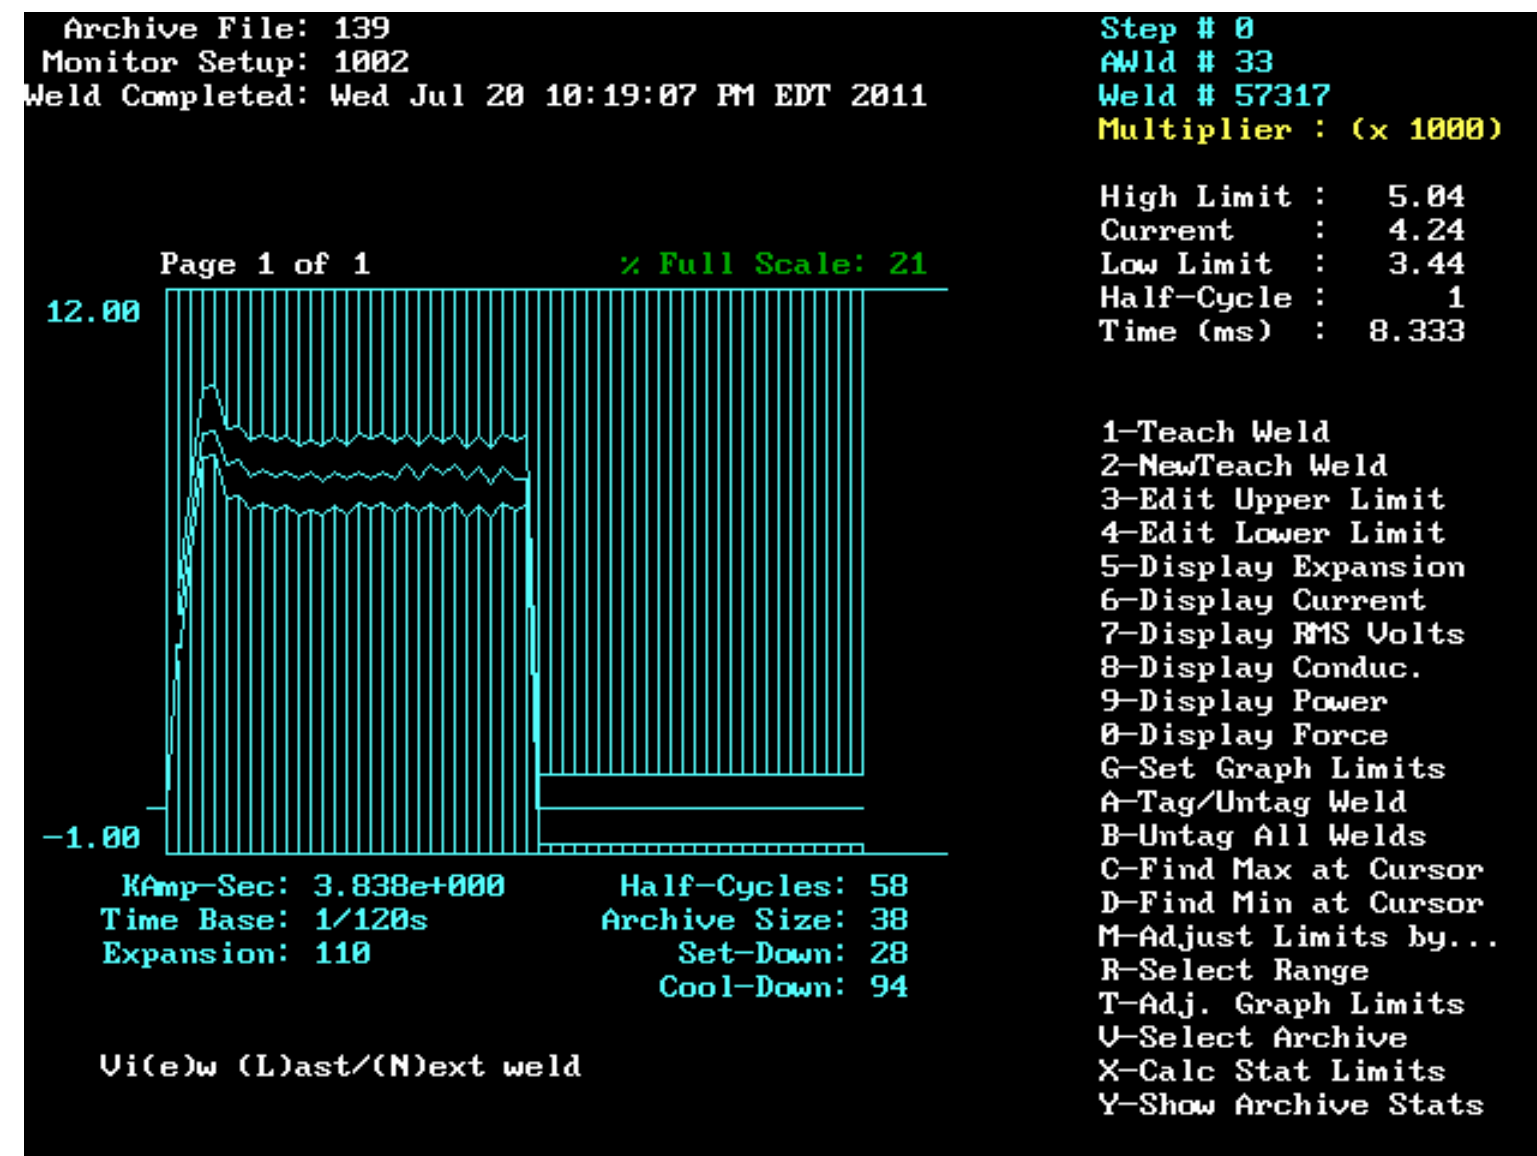 Archive File: 139
Monitor Setup: 1002
Weld Completed: Wed Jul 20 10:19:07 PM EDT 2011
Step # 0
AWld # 33
Weld # 57317
Multiplier : (x 1000)
High Limit : 5.04
Current : 4.24
Low Limit : 3.44
Half-Cycle : 1
Time (ms) : 8.333
Page 1 of 1
% Full Scale: 21
12.00
-1.00
KAmp-Sec: 3.838e+000
Half-Cycles: 58
Time Base: 1/120s
Archive Size: 38
Expansion: 110
Set-Down: 28
Cool-Down: 94
Vi(e)w (L)ast/(N)ext weld
1-Teach Weld
2-NewTeach Weld
3-Edit Upper Limit
4-Edit Lower Limit
5-Display Expansion
6-Display Current
7-Display RMS Volts
8-Display Conduc.
9-Display Power
0-Display Force
G-Set Graph Limits
A-Tag/Untag Weld
B-Untag All Welds
C-Find Max at Cursor
D-Find Min at Cursor
M-Adjust Limits by...
R-Select Range
T-Adj. Graph Limits
V-Select Archive
X-Calc Stat Limits
Y-Show Archive Stats